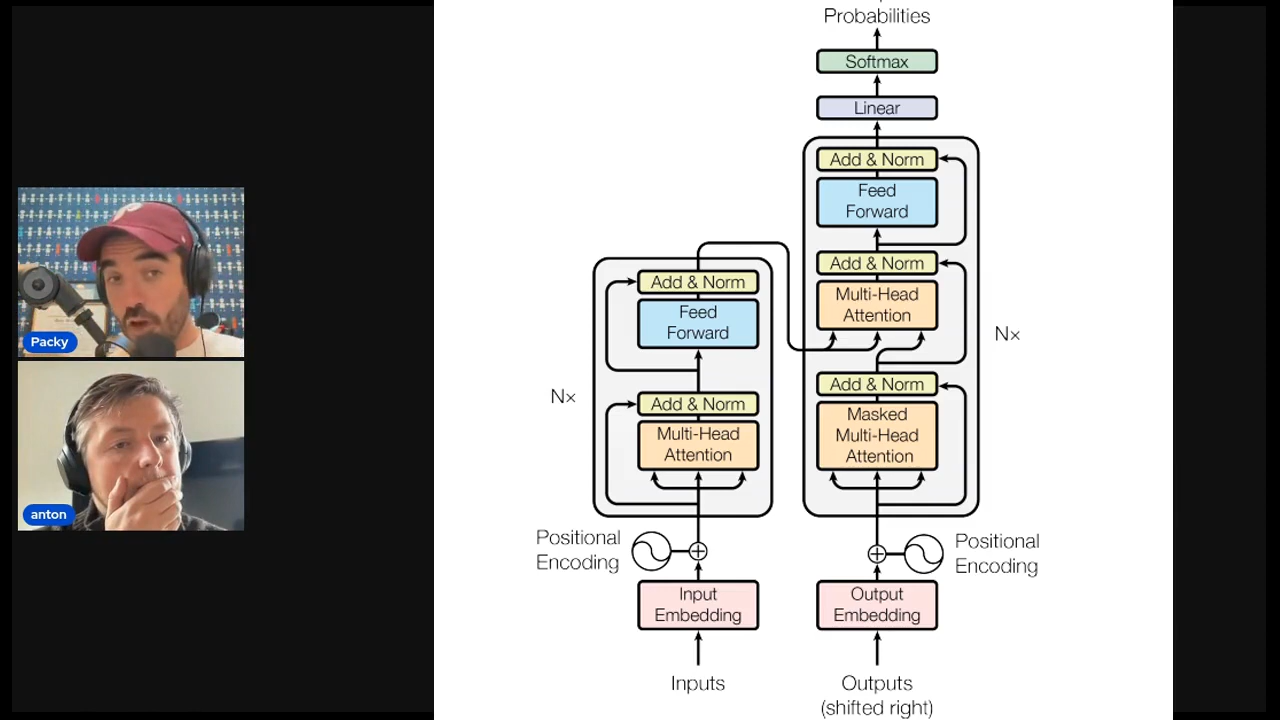 Probabilities
Softmax
Linear
Add & Norm
Feed
Forward
Add & Norm
Multi-Head
Attention
Nx
Add & Norm
Masked
Multi-Head
Attention
Add & Norm
Feed
Forward
Nx
Add & Norm
Multi-Head
Attention
Positional
Encoding
Positional
Encoding
Input
Embedding
Output
Embedding
Inputs
Outputs
(shifted right)
Packy
anton